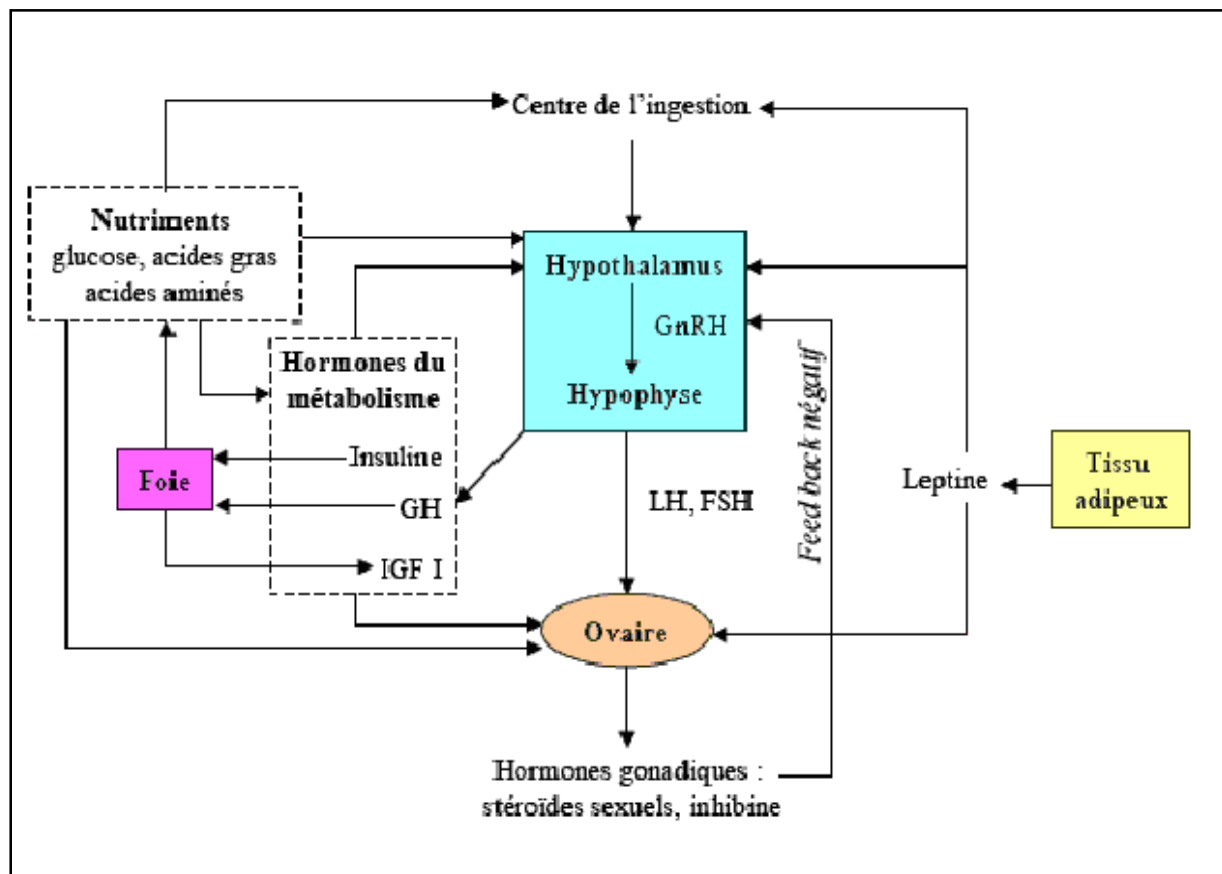 Centre de l'ingestion
Nutriments
glucose, acides gras
acides aminés
Hypothalamus
GnRH
Hypophyse
Hormones du
métabolisme
Insuline
GH
IGF I
Foie
LH, FSH
Feed back négatif
Leptine
Tissu
adipeux
Ovaire
Hormones gonadiques :
stéroïdes sexuels, inhibine